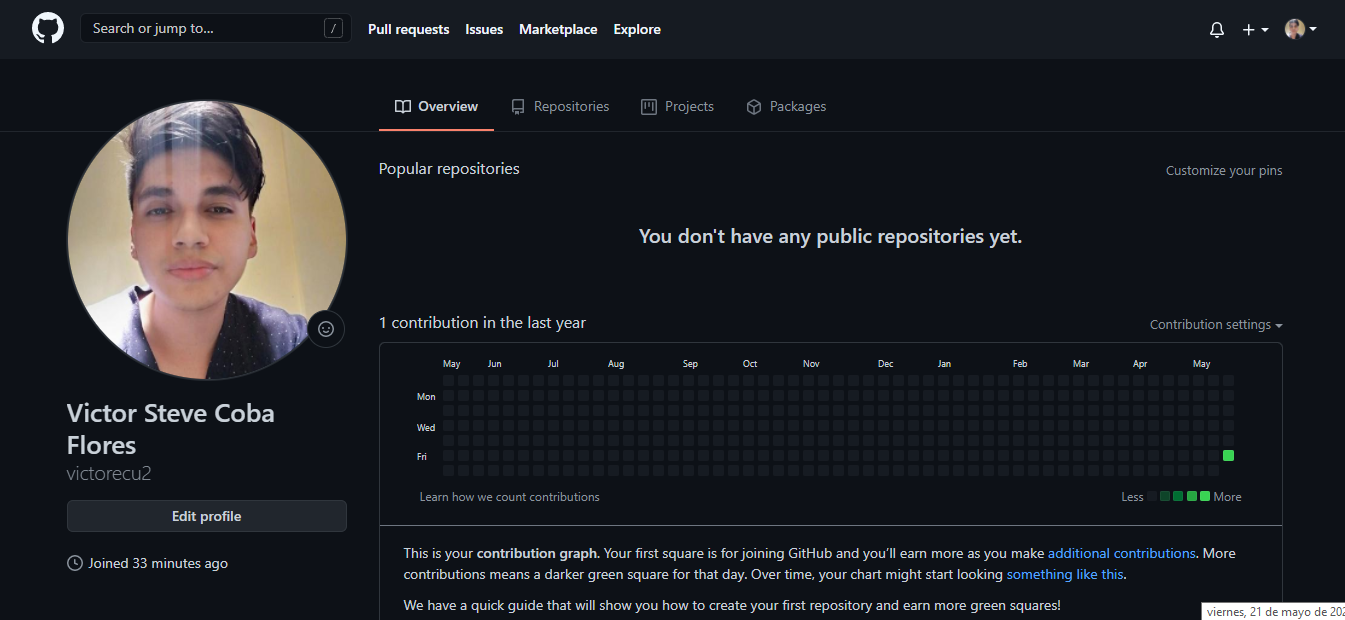 Search or jump to... /
Pull requests Issues Marketplace Explore
Overview Repositories Projects Packages
Popular repositories
Customize your pins
You don't have any public repositories yet.
1 contribution in the last year
Contribution settings
May Jun Jul Aug Sep Oct Nov Dec Jan Feb Mar Apr May
Mon
Wed
Fri
Learn how we count contributions
Less More
Victor Steve Coba
Flores
victorecu2
Edit profile
Joined 33 minutes ago
This is your contribution graph. Your first square is for joining GitHub and you’ll earn more as you make additional contributions. More
contributions means a darker green square for that day. Over time, your chart might start looking something like this.
We have a quick guide that will show you how to create your first repository and earn more green squares!
viernes, 21 de mayo de